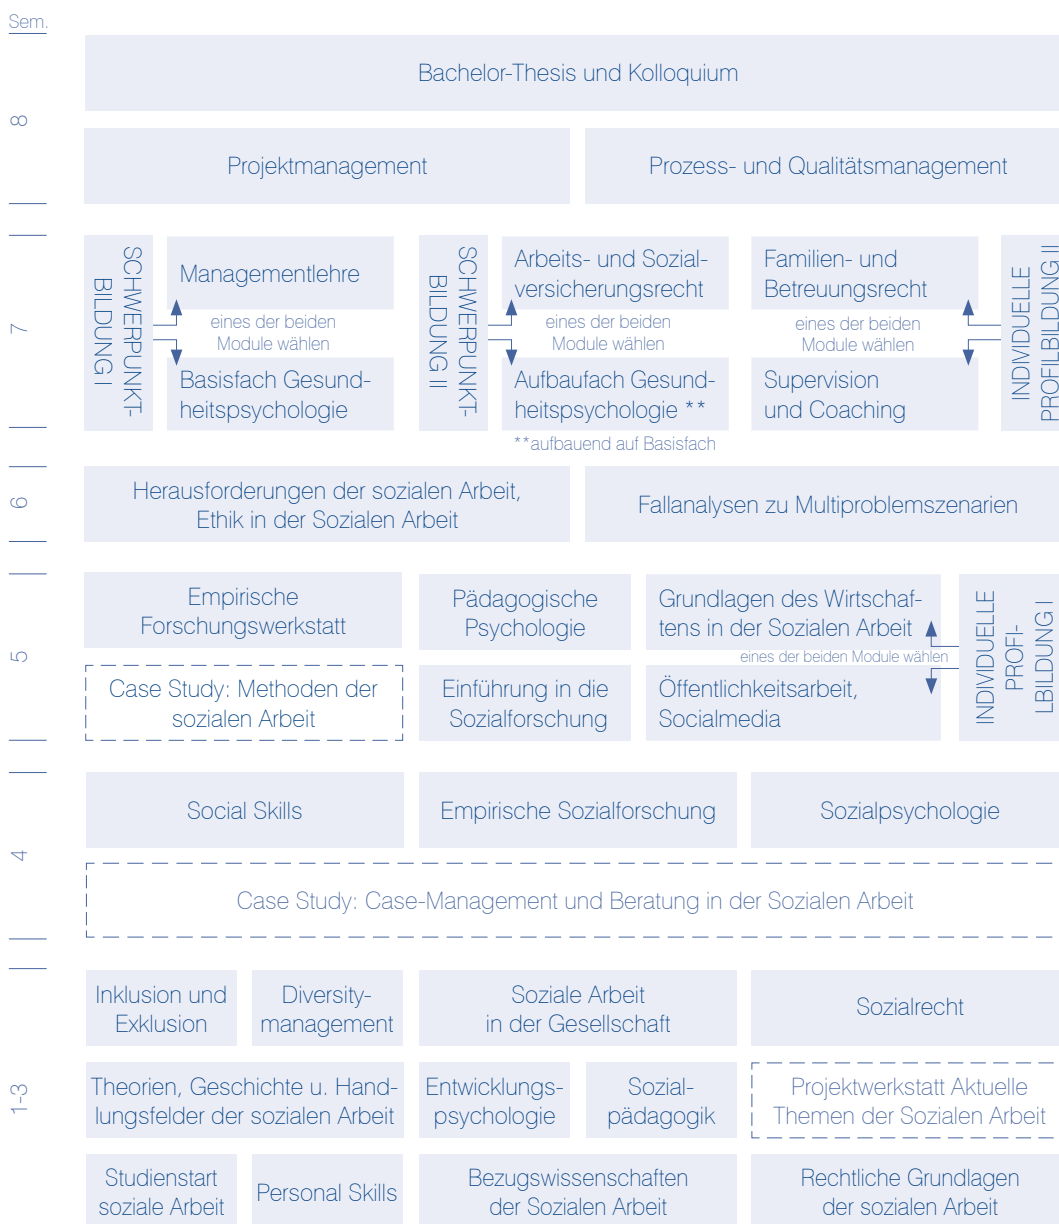 Sem.
8
Bachelor-Thesis und Kolloquium
Projektmanagement
Prozess- und Qualitätsmanagement
7
SCHWERPUNKT-
BILDUNG I
Managementlehre
eines der beiden
Module wählen
Basisfach Gesund-
heitspsychologie
SCHWERPUNKT-
BILDUNG II
Arbeits- und Sozial-
versicherungsrecht
eines der beiden
Module wählen
Aufbaufach Gesund-
heitspsychologie **
**aufbauend auf Basisfach
Familien- und
Betreuungsrecht
eines der beiden
Module wählen
Supervision
und Coaching
INDIVIDUELLE
PROFILBILDUNG II
6
Herausforderungen der sozialen Arbeit,
Ethik in der Sozialen Arbeit
Fallanalysen zu Multiproblemszenarien
5
Empirische
Forschungswerkstatt
Pädagogische
Psychologie
Grundlagen des Wirtschaf-
tens in der Sozialen Arbeit
eines der beiden Module wählen
Case Study: Methoden der
sozialen Arbeit
Einführung in die
Sozialforschung
Öffentlichkeitsarbeit,
Socialmedia
INDIVIDUELLE
PROFI-
LBILDUNG I
4
Social Skills
Empirische Sozialforschung
Sozialpsychologie
Case Study: Case-Management und Beratung in der Sozialen Arbeit
1-3
Inklusion und
Exklusion
Diversity-
management
Soziale Arbeit
in der Gesellschaft
Sozialrecht
Theorien, Geschichte u. Hand-
lungsfelder der sozialen Arbeit
Entwicklungs-
psychologie
Sozial-
pädagogik
Projektwerkstatt Aktuelle
Themen der Sozialen Arbeit
Studienstart
soziale Arbeit
Personal Skills
Bezugswissenschaften
der Sozialen Arbeit
Rechtliche Grundlagen
der sozialen Arbeit